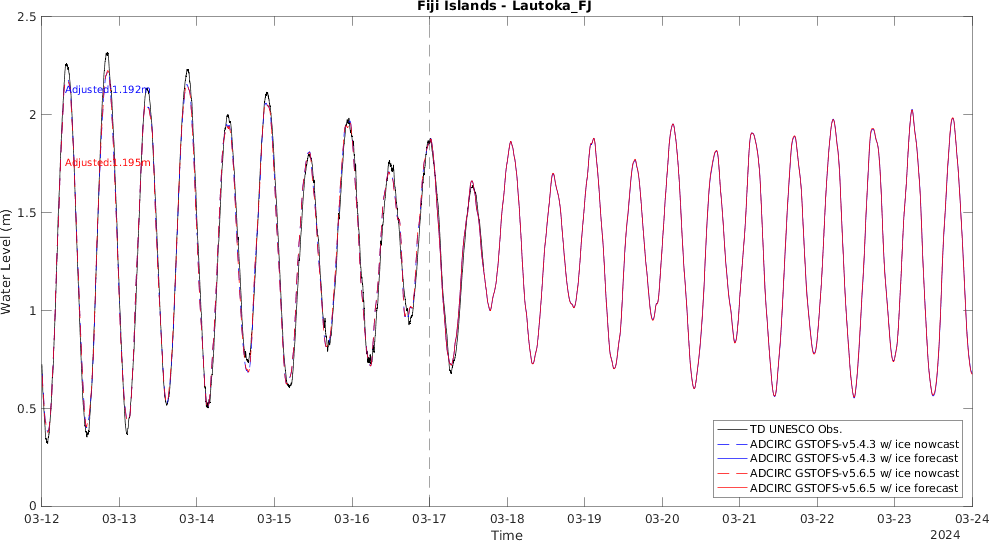 Fiji Islands - Lautoka_FJ
2.5
2
1.5
1
0.5
0
Water Level (m)
Adjusted:1.192m
Adjusted:1.195m
TD UNESCO Obs.
ADCIRC GSTOFS-v5.4.3 w/ ice nowcast
ADCIRC GSTOFS-v5.4.3 w/ ice forecast
ADCIRC GSTOFS-v5.6.5 w/ ice nowcast
ADCIRC GSTOFS-v5.6.5 w/ ice forecast
03-12 03-13 03-14 03-15 03-16 03-17 03-18 03-19 03-20 03-21 03-22 03-23 03-24
Time
2024